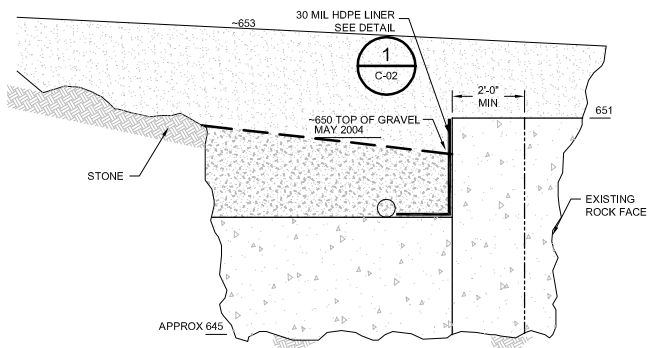 ~653
30 MIL HDPE LINER
SEE DETAIL
1
C-02
2'-0"
MIN
651
~650 TOP OF GRAVEL
MAY 2004
STONE
EXISTING
ROCK FACE
APPROX 645